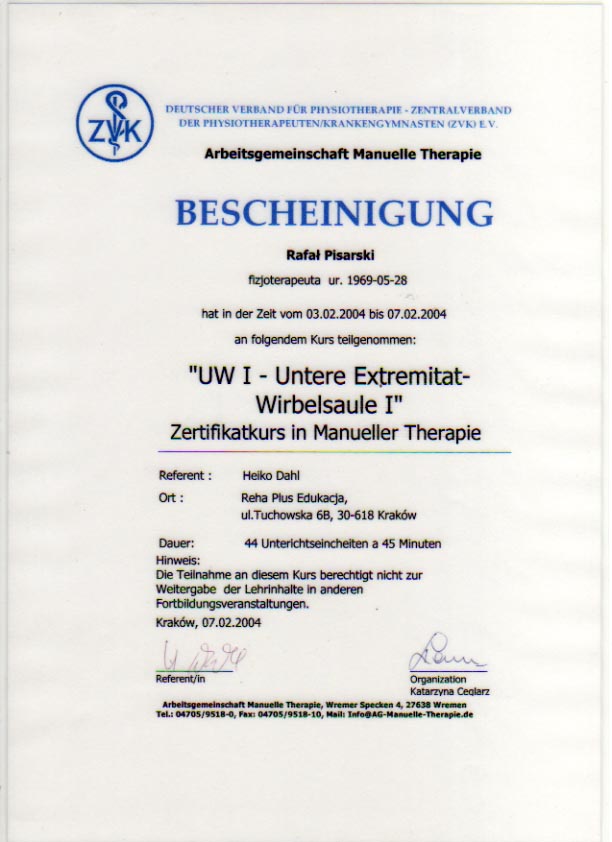 ZVK
DEUTSCHER VERBAND FÜR PHYSIOTHERAPIE - ZENTRALVERBAND
DER PHYSIOTHERAPEUTEN/KRANKENGYMNASTEN (ZVK) E.V.
Arbeitsgemeinschaft Manuelle Therapie
BESCHEINIGUNG
Rafał Pisarski
fizjoterapeuta ur. 1969-05-28
hat in der Zeit vom 03.02.2004 bis 07.02.2004
an folgendem Kurs teilgenommen:
"UW I - Untere Extremitat-
Wirbelsaule I"
Zertifikatkurs in Manueller Therapie
Referent : Heiko Dahl
Ort : Reha Plus Edukacja,
ul.Tuchowska 6B, 30-618 Kraków
Dauer: 44 Unterichtseincheiten a 45 Minuten
Hinweis:
Die Teilnahme an diesem Kurs berechtigt nicht zur
Weitergabe der Lehrinhalte in anderen
Fortbildungsveranstaltungen.
Kraków, 07.02.2004
Referent/in Organization
Katarzyna Ceglarz
Arbeitsgemeinschaft Manuelle Therapie, Wremer Specken 4, 27638 Wremen
Tel.: 04705/9518-0, Fax: 04705/9518-10, Mail: Info@AG-Manuelle-Therapie.de